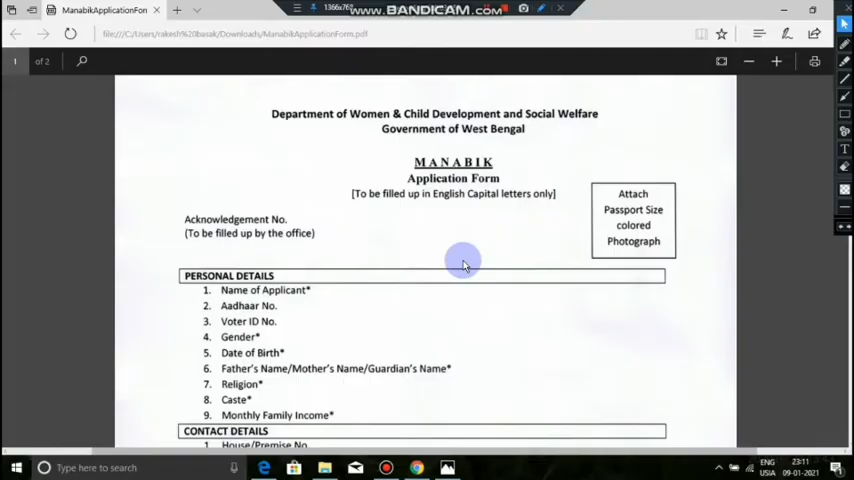 ManabikApplicationForm
1366x768
WWW.BANDICAM.COM
file:///C:/Users/rakesh%20basak/Downloads/ManabikApplicationForm.pdf
1 of 2
Department of Women & Child Development and Social Welfare
Government of West Bengal
MANABIK
Application Form
[To be filled up in English Capital letters only]
Attach
Passport Size
colored
Photograph
Acknowledgement No.
(To be filled up by the office)
PERSONAL DETAILS
1. Name of Applicant*
2. Aadhaar No.
3. Voter ID No.
4. Gender*
5. Date of Birth*
6. Father's Name/Mother's Name/Guardian's Name*
7. Religion*
8. Caste*
9. Monthly Family Income*
CONTACT DETAILS
1. House/Premise No.
Type here to search
ENG
USIA
23:11
09-01-2021